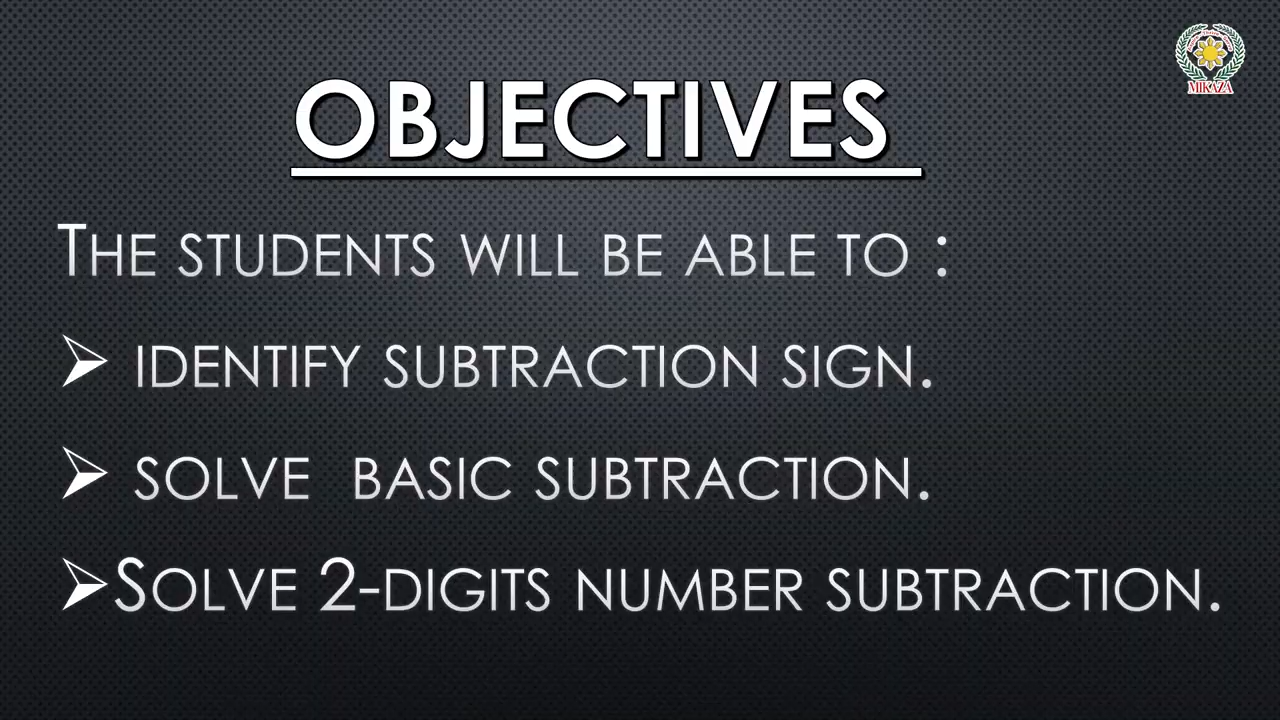 OBJECTIVES
THE STUDENTS WILL BE ABLE TO :
➢ IDENTIFY SUBTRACTION SIGN.
➢ SOLVE BASIC SUBTRACTION.
➢SOLVE 2-DIGITS NUMBER SUBTRACTION.
MIKAZA